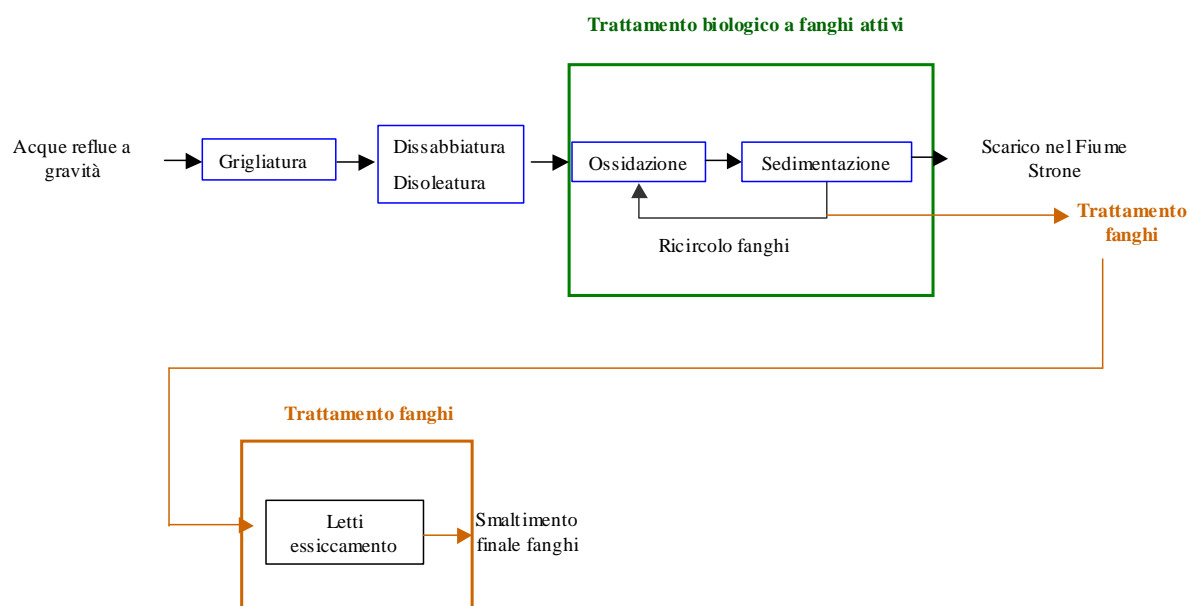 Trattamento biologico a fanghi attivi
Acque reflue a
gravità
Grigliatura
Dissabbiatura
Disoleatura
Ossidazione
Sedimentazione
Scarico nel Fiume
Strone
Ricircolo fanghi
Trattamento
fanghi
Trattamento fanghi
Letti
essiccamento
Smaltimento
finale fanghi